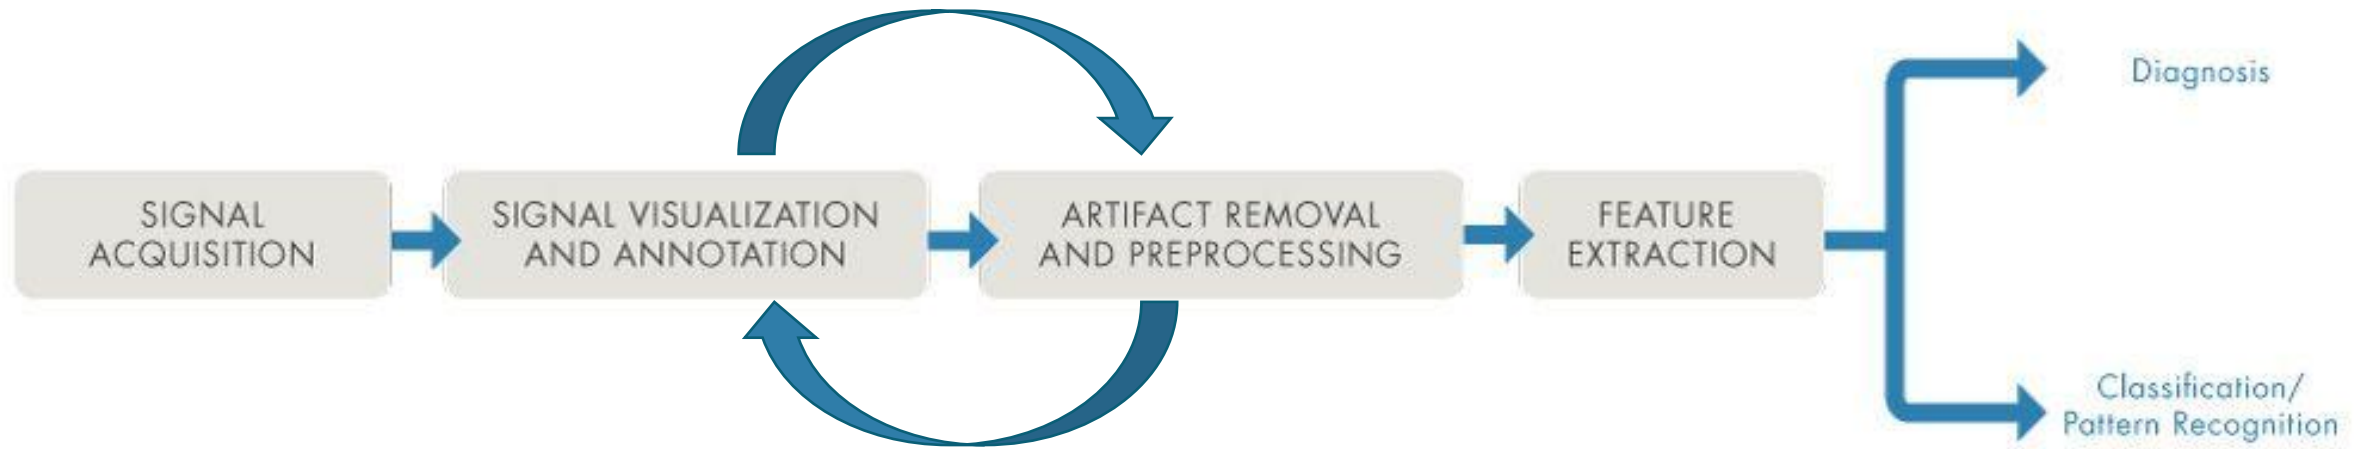 SIGNAL
ACQUISITION
SIGNAL VISUALIZATION
AND ANNOTATION
ARTIFACT REMOVAL
AND PREPROCESSING
FEATURE
EXTRACTION
Diagnosis
Classification/
Pattern Recognition